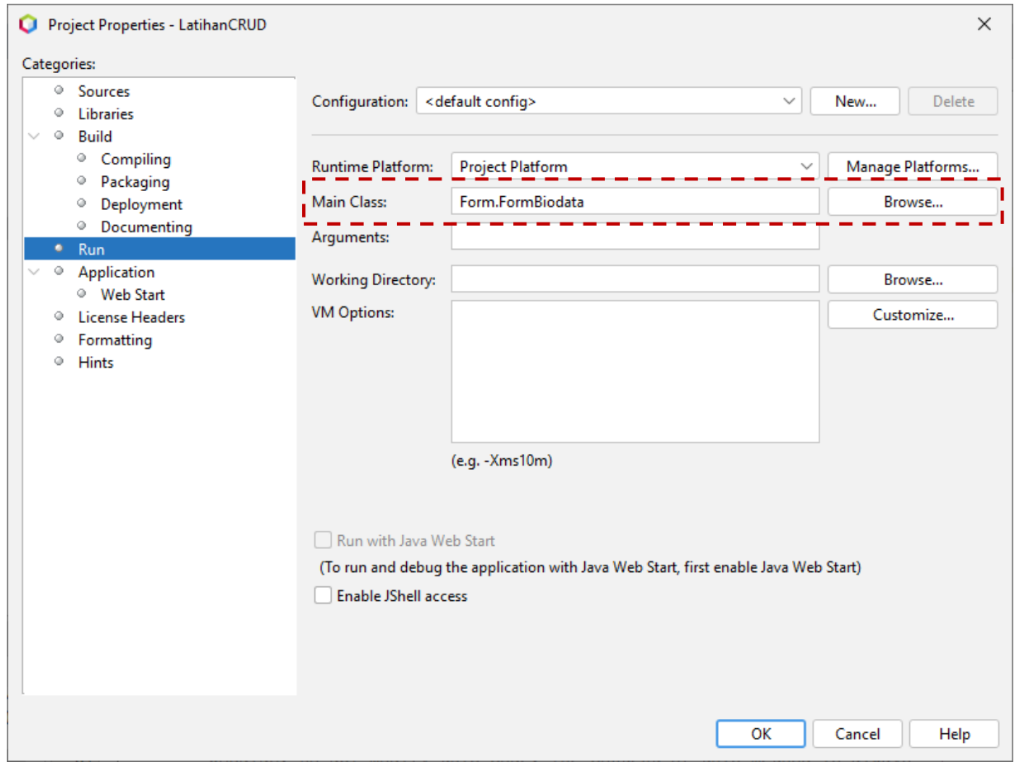 Project Properties - LatihanCRUD
Categories:
Sources
Libraries
Build
Compiling
Packaging
Deployment
Documenting
Run
Application
Web Start
License Headers
Formatting
Hints
Configuration: <default config> New... Delete
Runtime Platform: Project Platform Manage Platforms...
Main Class: Form.FormBiodata Browse...
Arguments:
Working Directory: Browse...
VM Options: Customize...
(e.g. -Xms10m)
Run with Java Web Start
(To run and debug the application with Java Web Start, first enable Java Web Start)
Enable JShell access
OK Cancel Help